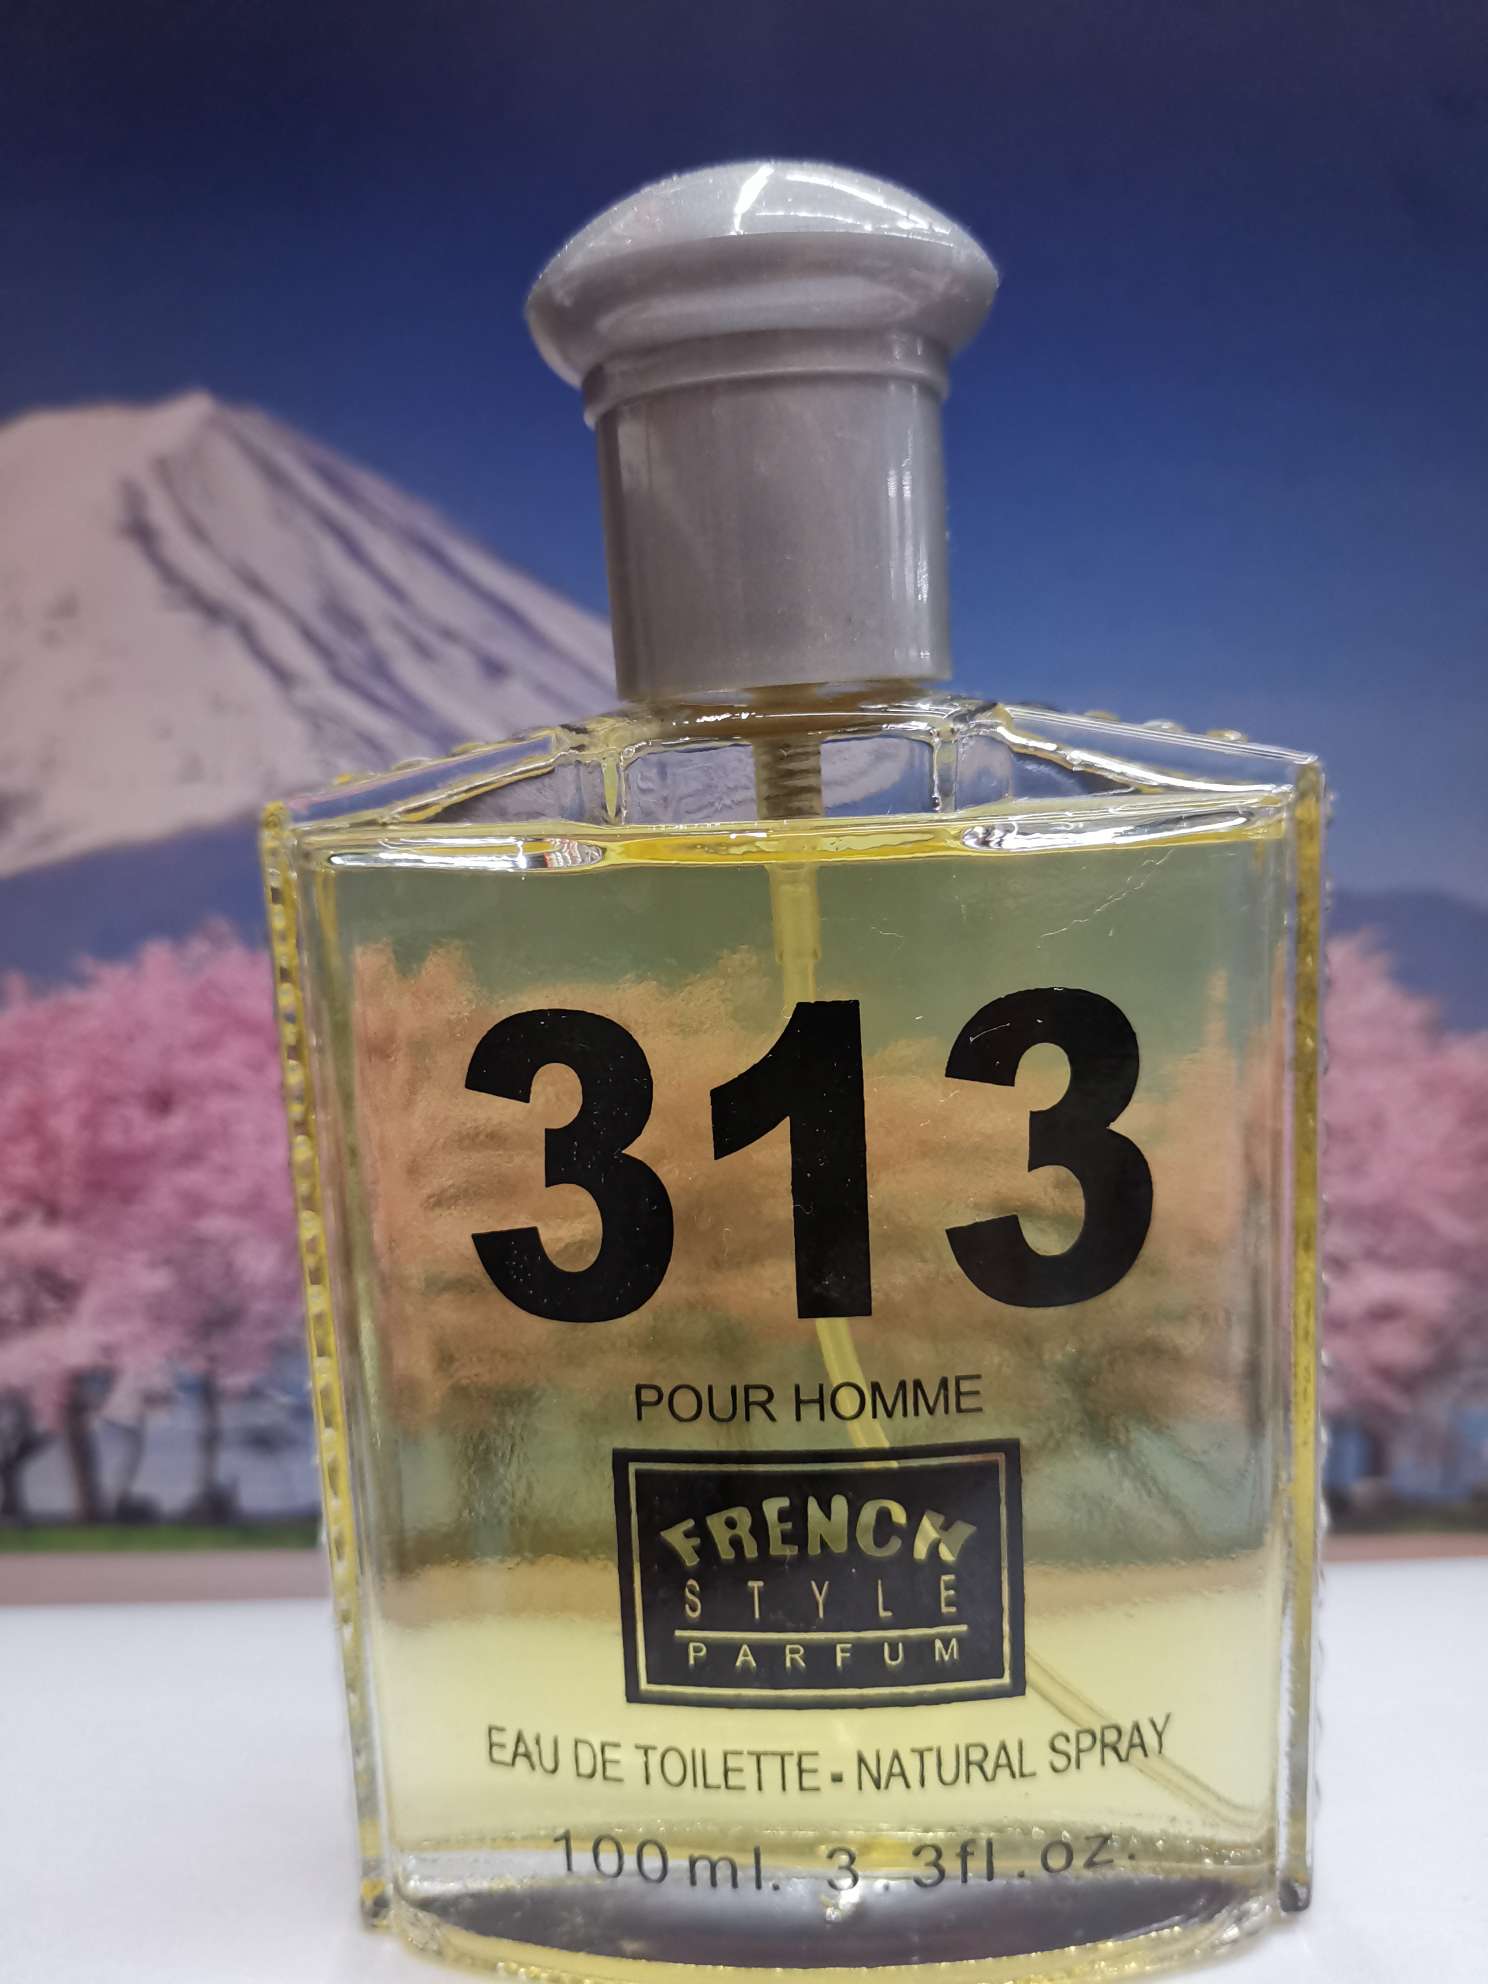 313
POUR HOMME
FRENCH
STYLE
PARFUM
EAU DE TOILETTE - NATURAL SPRAY
100ml. 3.3fl.oz.